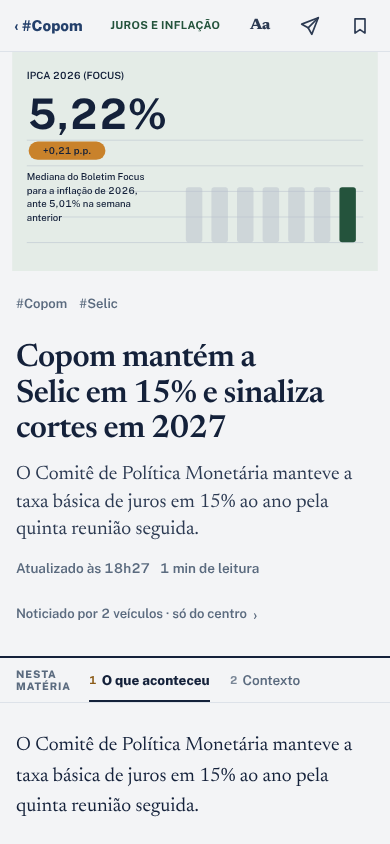 ‹ #Copom
JUROS E INFLAÇÃO
Aa
IPCA 2026 (FOCUS)
5,22%
+0,21 p.p.
Mediana do Boletim Focus
para a inflação de 2026,
ante 5,01% na semana
anterior
#Copom #Selic
Copom mantém a
Selic em 15% e sinaliza
cortes em 2027
O Comitê de Política Monetária manteve a
taxa básica de juros em 15% ao ano pela
quinta reunião seguida.
Atualizado às 18h27 1 min de leitura
Noticiado por 2 veículos · só do centro ›
NESTA
MATÉRIA
1 O que aconteceu
2 Contexto
O Comitê de Política Monetária manteve a
taxa básica de juros em 15% ao ano pela
quinta reunião seguida.